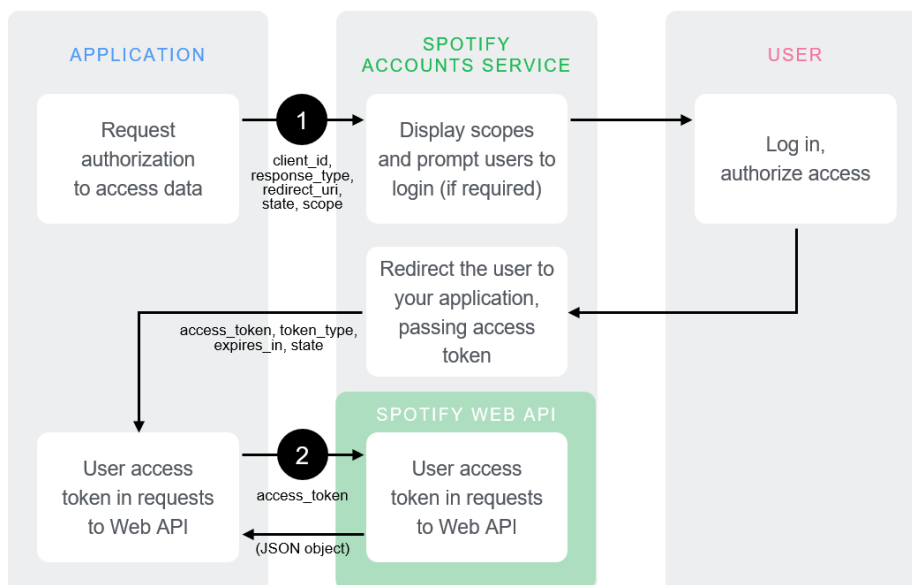 APPLICATION
SPOTIFY
ACCOUNTS SERVICE
USER
Request
authorization
to access data
1
client_id,
response_type,
redirect_uri,
state, scope
Display scopes
and prompt users to
login (if required)
Log in,
authorize access
Redirect the user to
your application,
passing access
token
access_token, token_type,
expires_in, state
SPOTIFY WEB API
User access
token in requests
to Web API
2
access_token
(JSON object)
User access
token in requests
to Web API